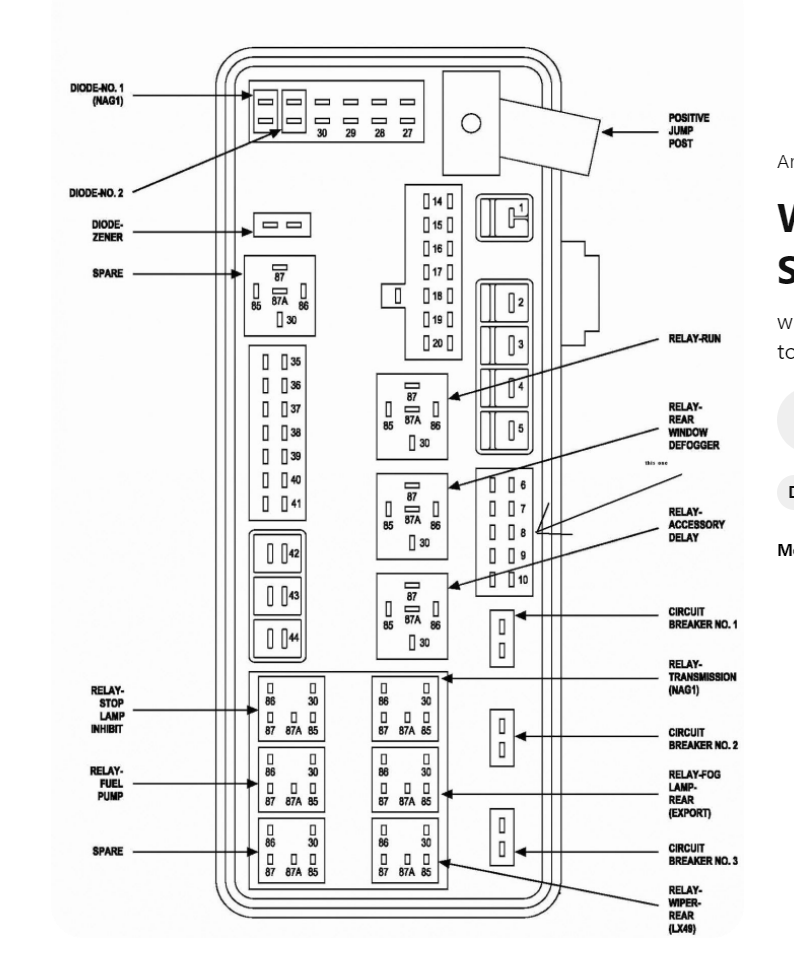 DIODE-NO. 1
(NAG1)
DIODE-NO. 2
DIODE-
ZENER
SPARE
30 29 28 27
POSITIVE
JUMP
POST
87
85 87A 86
30
14
15
16
17
18
19
20
1
2
3
4
5
35
36
37
38
39
40
41
RELAY-RUN
87
85 87A 86
30
RELAY-
REAR
WINDOW
DEFOGGER
this one
87
85 87A 86
30
6
7
8
9
10
RELAY-
ACCESSORY
DELAY
42
43
44
87
85 87A 86
30
CIRCUIT
BREAKER NO. 1
RELAY-
TRANSMISSION
(NAG1)
RELAY-
STOP
LAMP
INHIBIT
86 30
87 87A 85
86 30
87 87A 85
CIRCUIT
BREAKER NO. 2
RELAY-
FUEL
PUMP
86 30
87 87A 85
86 30
87 87A 85
RELAY-FOG
LAMP-
REAR
(EXPORT)
SPARE
86 30
87 87A 85
86 30
87 87A 85
CIRCUIT
BREAKER NO. 3
RELAY-
WIPER-
REAR
(LX49)